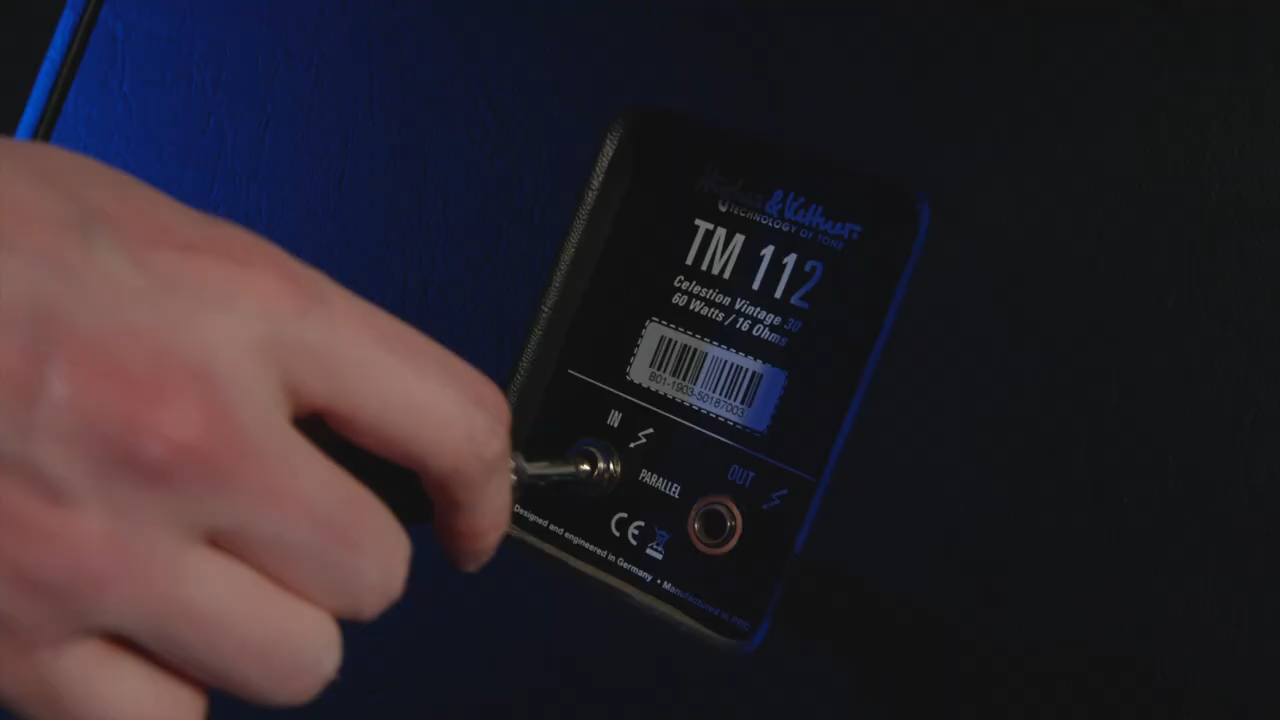 Hughes & Kettner
TECHNOLOGY OF TONE
TM 112
Celestion Vintage 30
60 Watts / 16 Ohms
B01-1903-50187003
IN
PARALLEL
OUT
CE
Designed and engineered in Germany • Manufactured in PRC